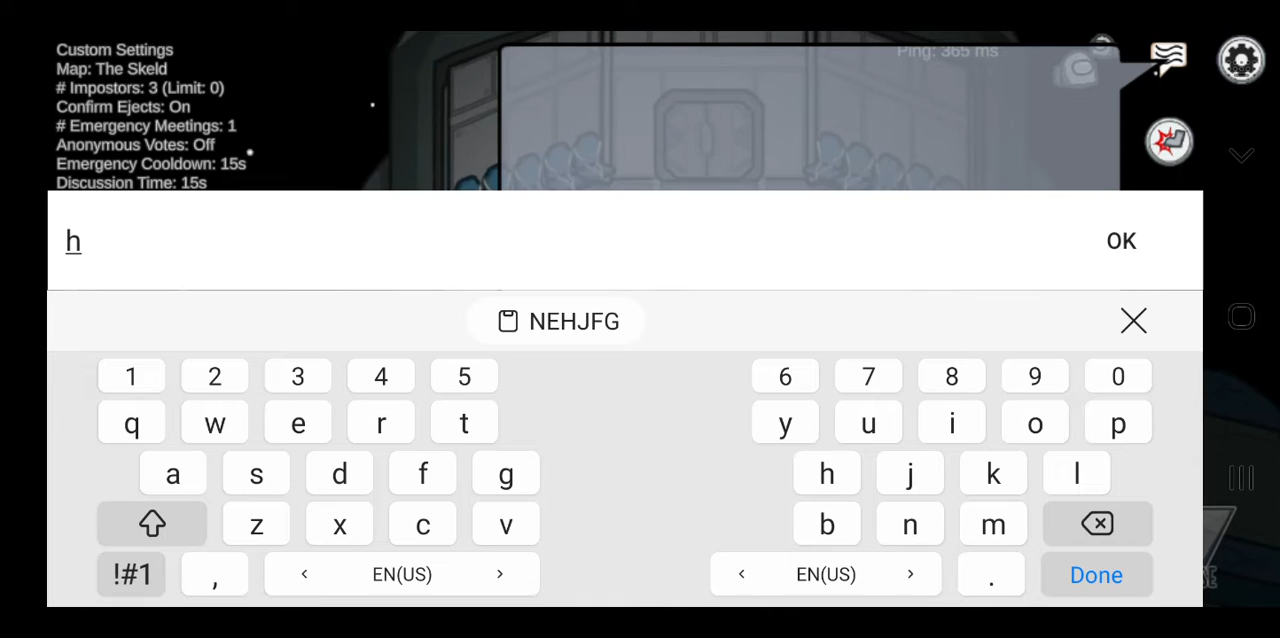 Custom Settings
Map: The Skeld
# Impostors: 3 (Limit: 0)
Confirm Ejects: On
# Emergency Meetings: 1
Anonymous Votes: Off
Emergency Cooldown: 15s
Discussion Time: 15s
Ping: 365 ms
h
OK
NEHJFG
1 2 3 4 5 6 7 8 9 0
q w e r t y u i o p
a s d f g h j k l
z x c v b n m
!#1 , < EN(US) > < EN(US) > . Done